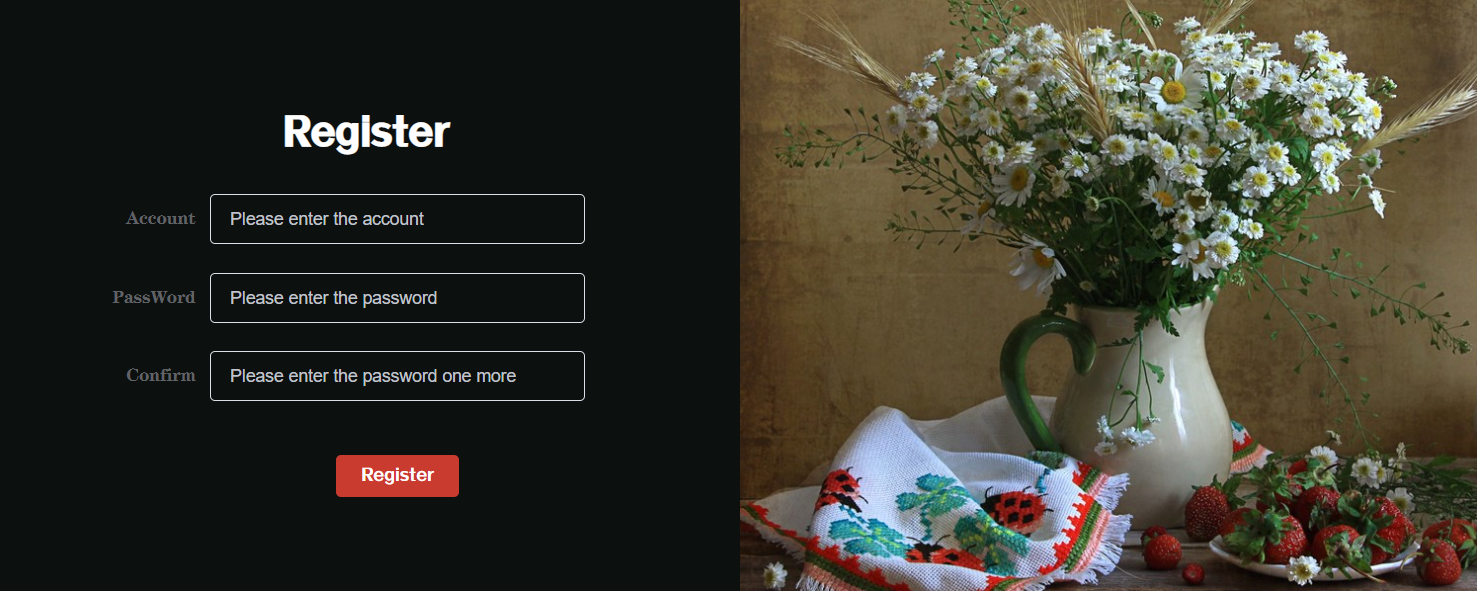 Register
Account
Please enter the account
PassWord
Please enter the password
Confirm
Please enter the password one more
Register